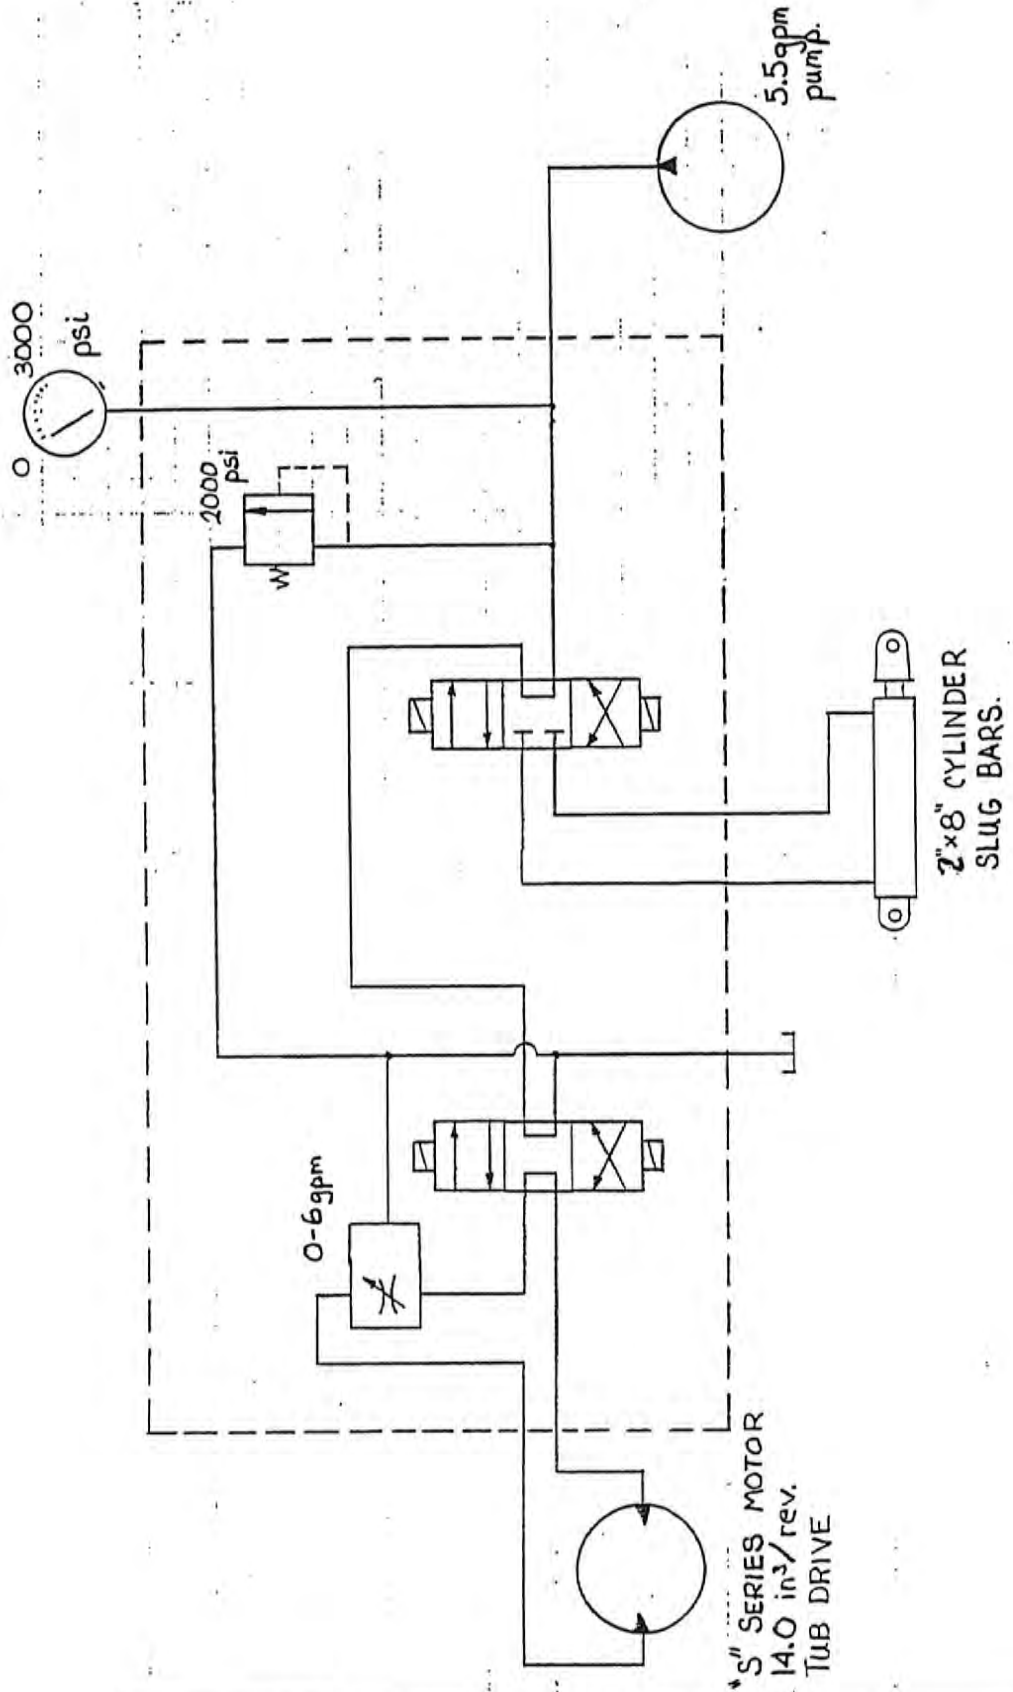 0 3000
psi
2000
psi
5.5gpm
pump.
0-6gpm
2"x8" CYLINDER
SLUG BARS.
"S" SERIES MOTOR
14.0 in³/rev.
TUB DRIVE